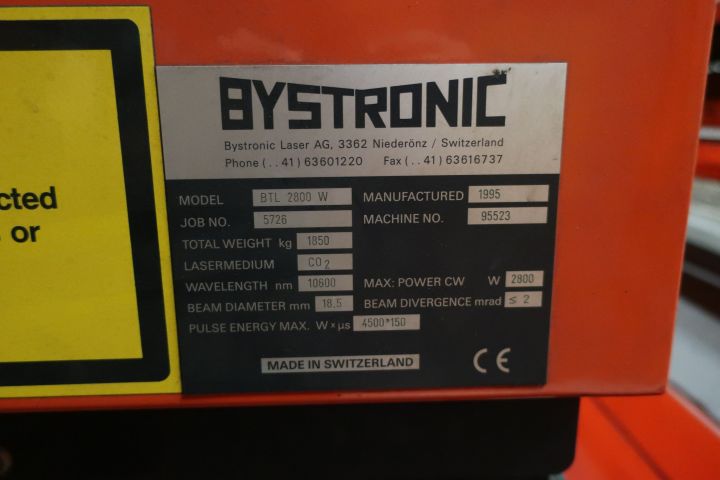 cted
or
BYSTRONIC
Bystronic Laser AG, 3362 Niederönz / Switzerland
Phone ( . . 41) 63601220 Fax ( . . 41) 63616737
MODEL BTL 2800 W MANUFACTURED 1995
JOB NO. 5726 MACHINE NO. 95523
TOTAL WEIGHT kg 1850
LASERMEDIUM CO2
WAVELENGTH nm 10600 MAX: POWER CW W 2800
BEAM DIAMETER mm 18.5 BEAM DIVERGENCE mrad ≤ 2
PULSE ENERGY MAX. W×µs 4500*150
MADE IN SWITZERLAND CE